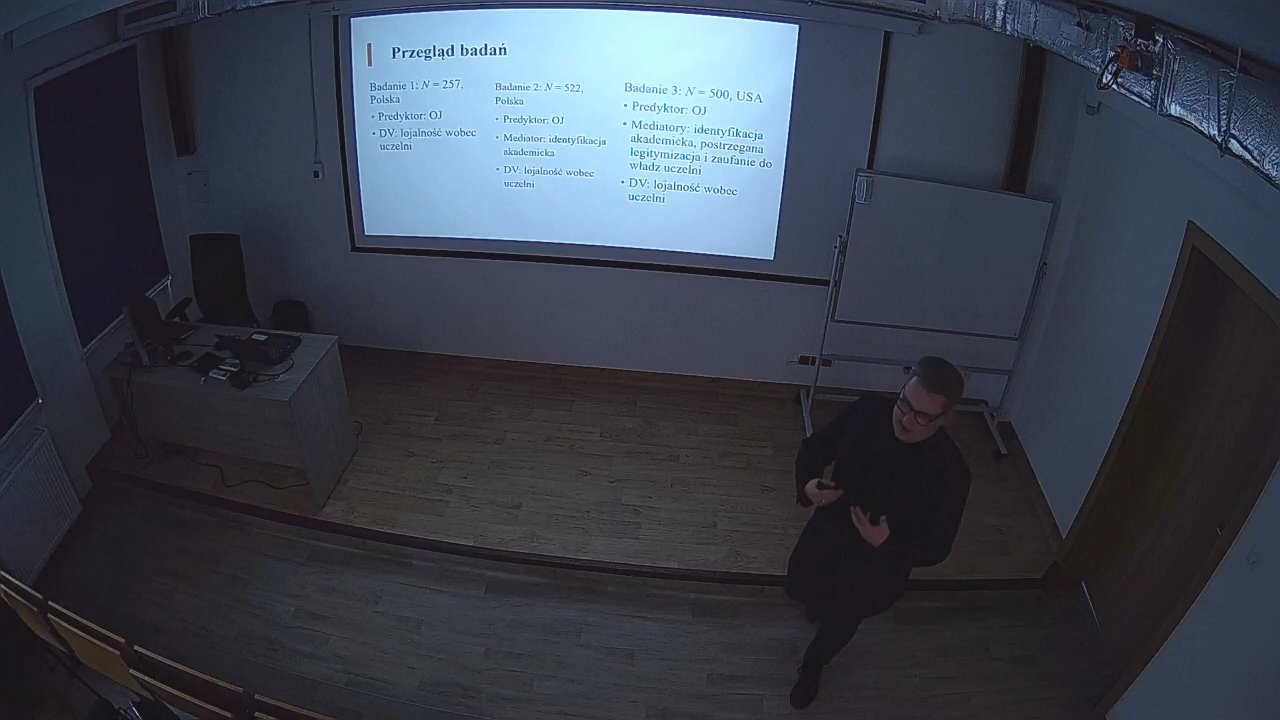 Przegląd badań
Badanie 1: N = 257,
Polska
• Predyktor: OJ
• DV: lojalność wobec
uczelni
Badanie 2: N = 522,
Polska
• Predyktor: OJ
• Mediator: identyfikacja
akademicka
• DV: lojalność wobec
uczelni
Badanie 3: N = 500, USA
• Predyktor: OJ
• Mediatory: identyfikacja
akademicka, postrzegana
legitymizacja i zaufanie do
władz uczelni
• DV: lojalność wobec
uczelni